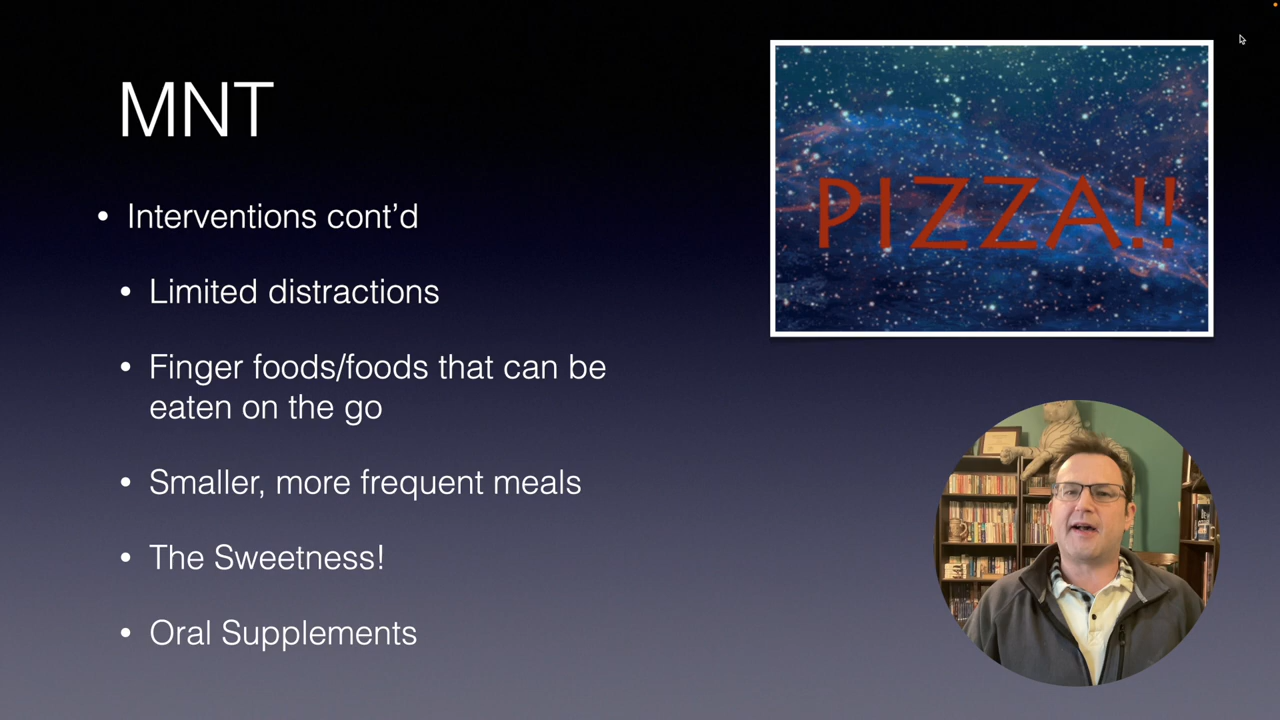 MNT
PIZZA!!
• Interventions cont’d
• Limited distractions
• Finger foods/foods that can be
eaten on the go
• Smaller, more frequent meals
• The Sweetness!
• Oral Supplements